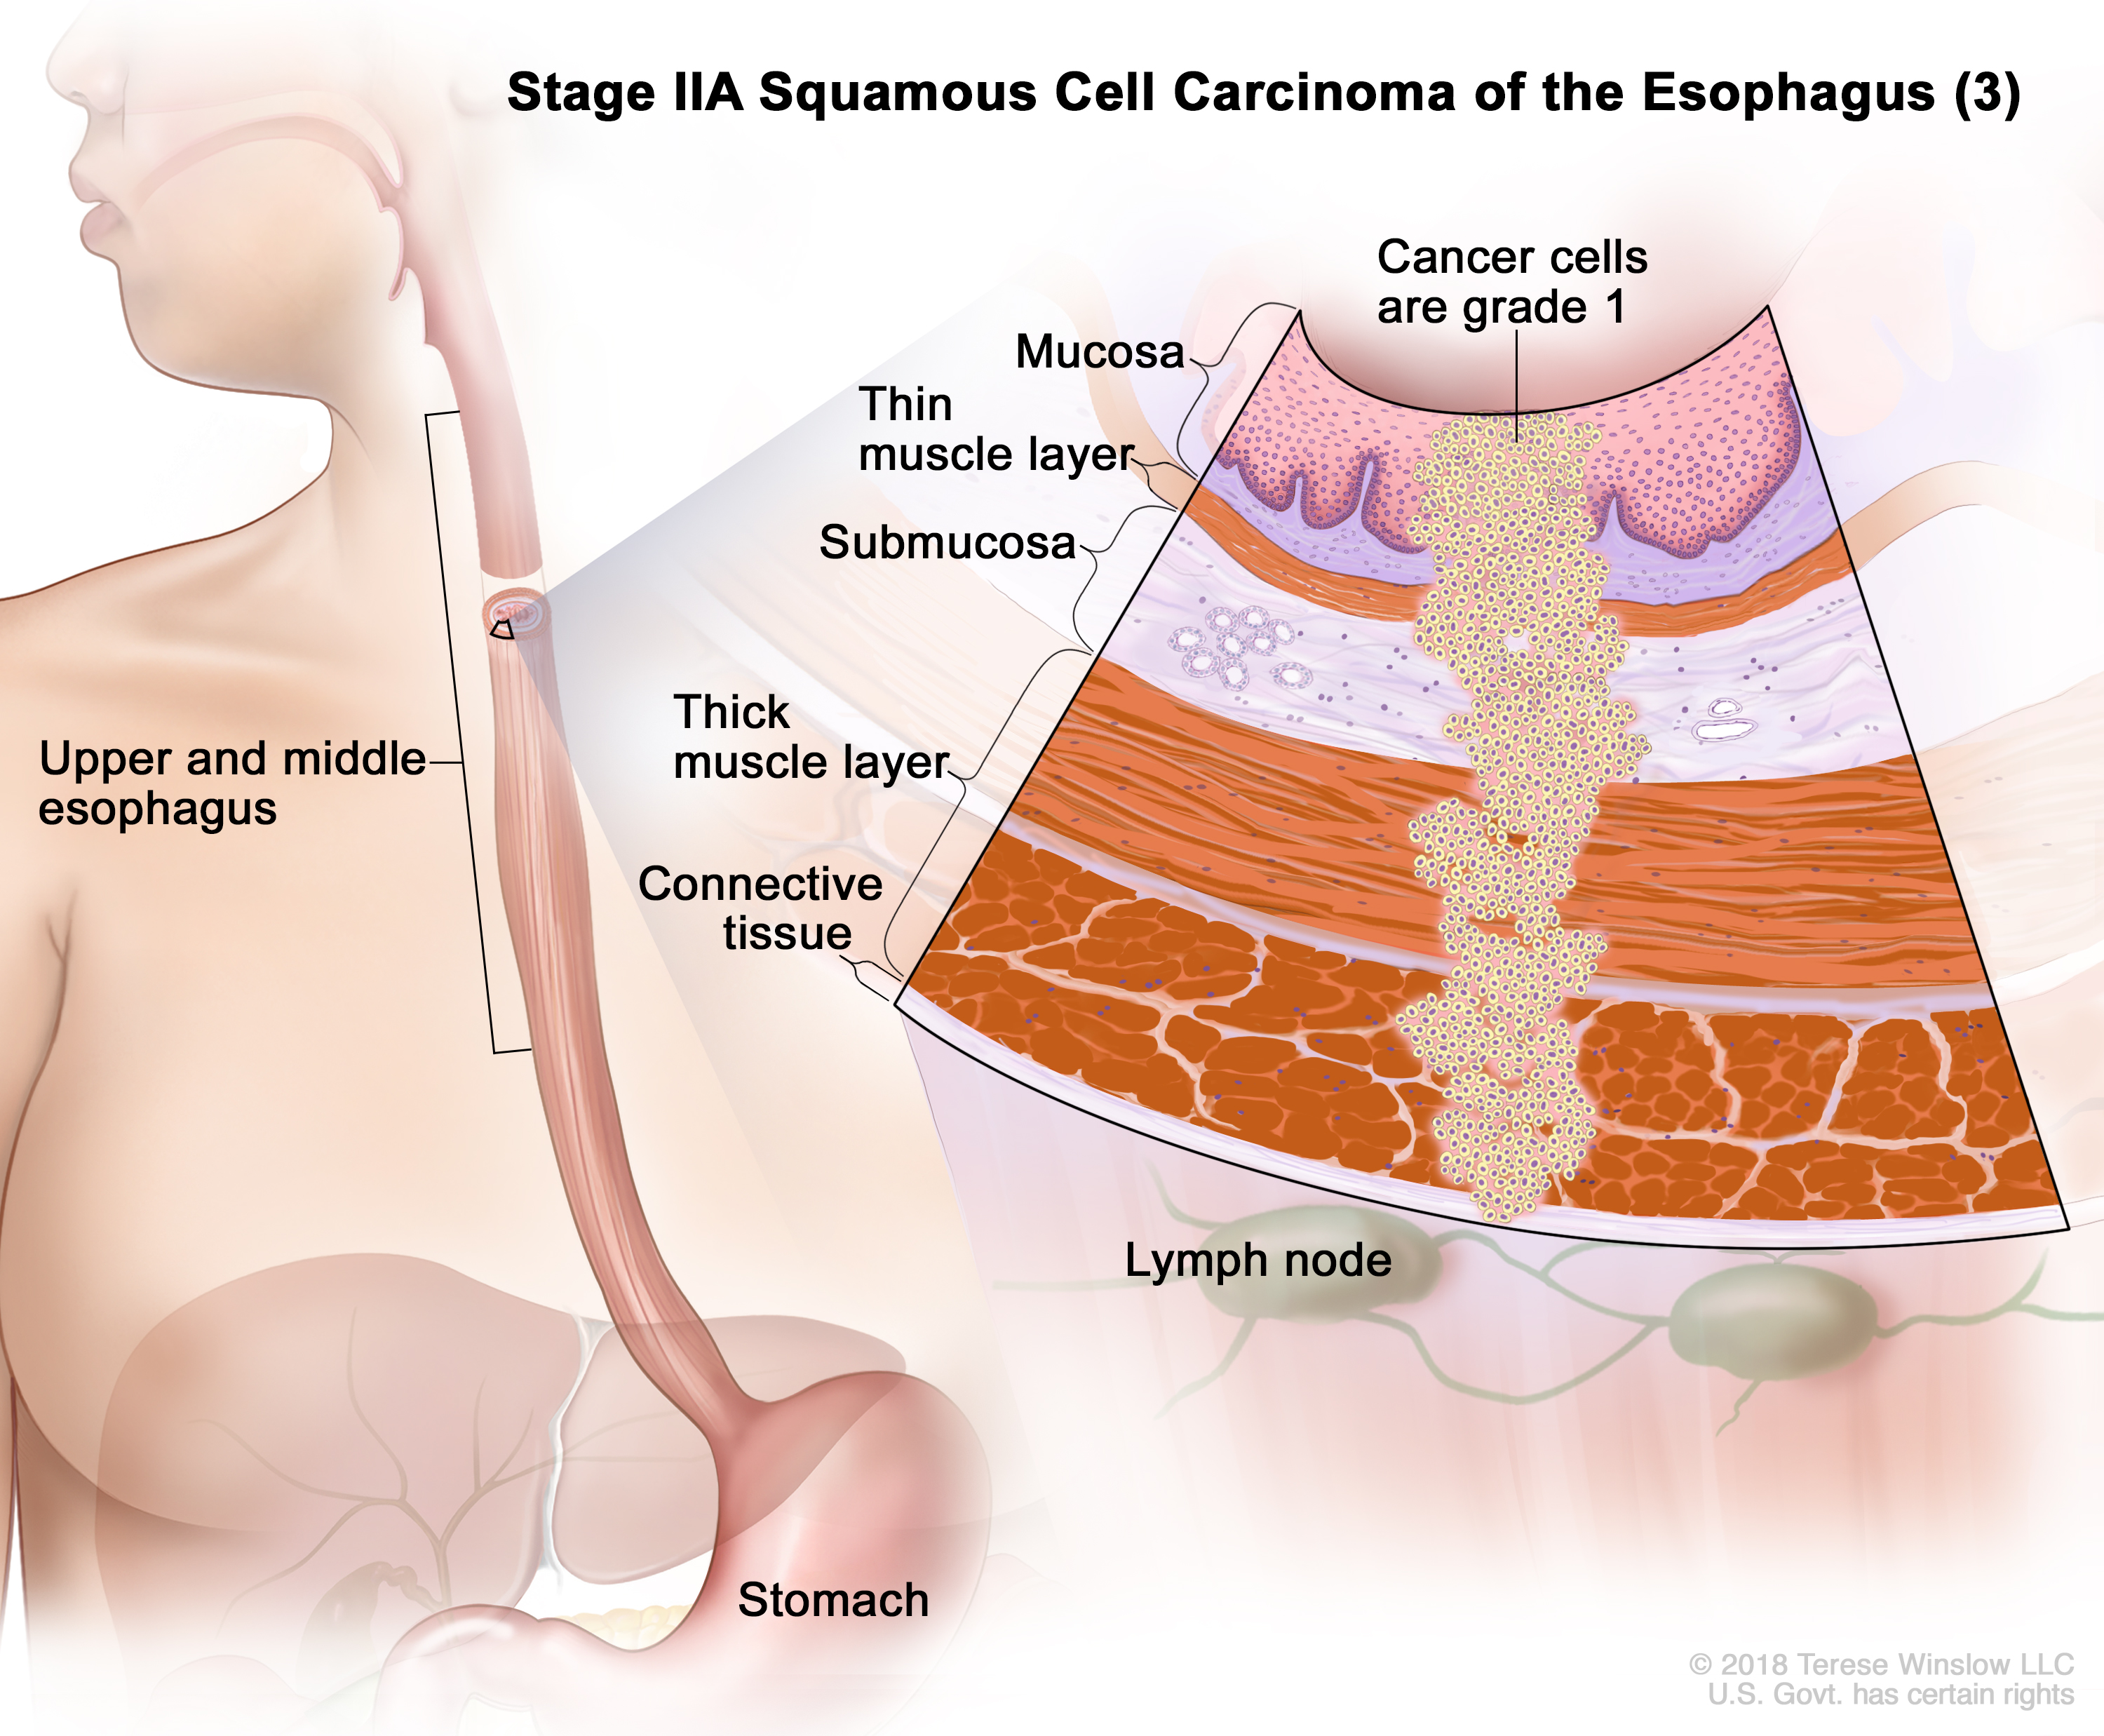 Stage IIA Squamous Cell Carcinoma of the Esophagus (3)
Cancer cells
are grade 1
Mucosa
Thin
muscle layer
Submucosa
Thick
muscle layer
Upper and middle
esophagus
Connective
tissue
Lymph node
Stomach
© 2018 Terese Winslow LLC
U.S. Govt. has certain rights